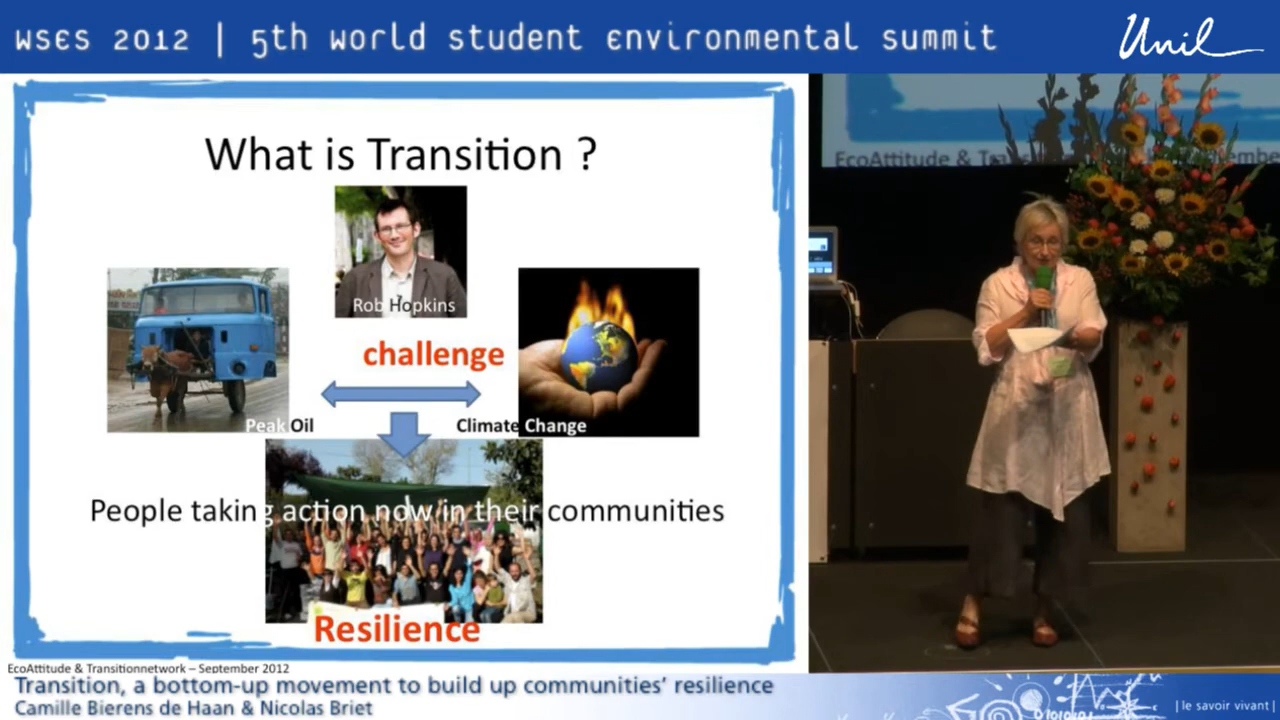 WSES 2012 | 5th world student environmental summit
Unil
What is Transition ?
Rob Hopkins
challenge
Peak Oil
Climate Change
People taking action now in their communities
Resilience
EcoAttitude & Transitionnetwork – September 2012
EcoAttitude &
Transition, a bottom-up movement to build up communities' resilience
Camille Bierens de Haan & Nicolas Briet
| le savoir vivant |